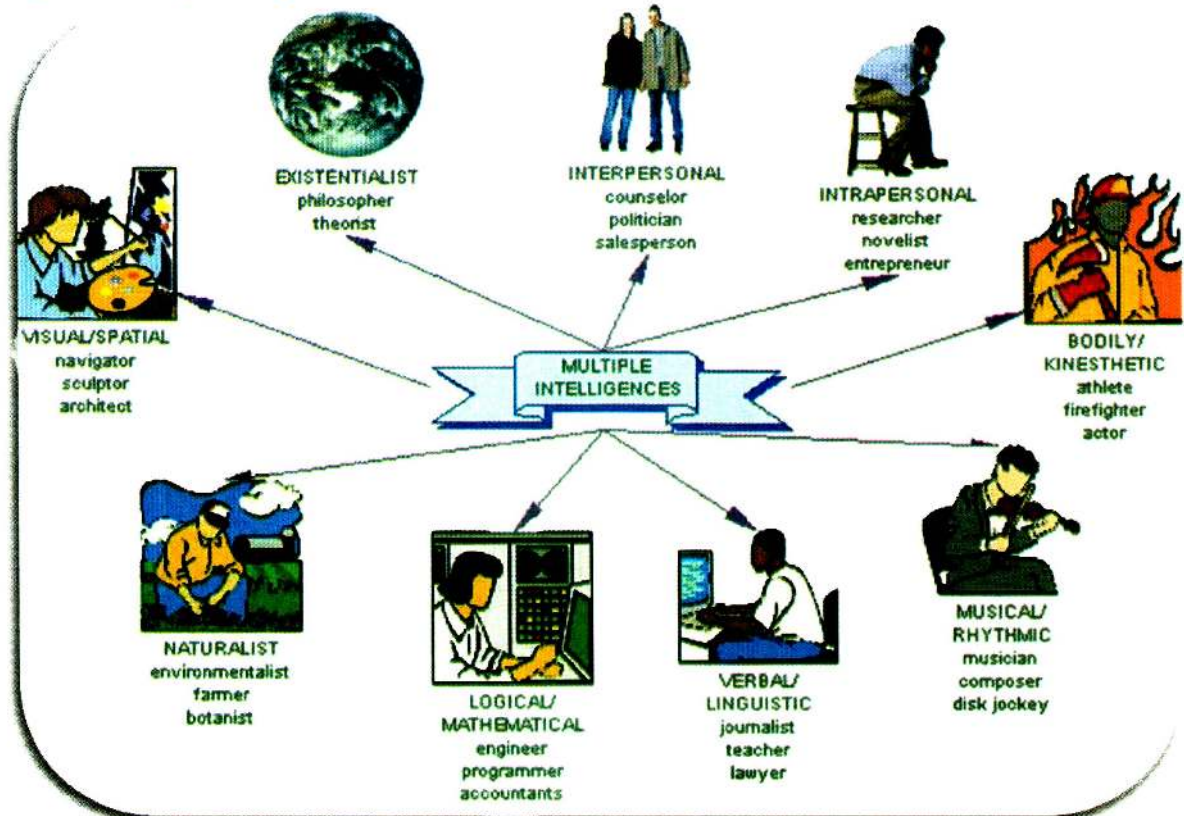 EXISTENTIALIST
philosopher
theorist
INTERPERSONAL
counselor
politician
salesperson
INTRAPERSONAL
researcher
novelist
entrepreneur
VISUAL/SPATIAL
navigator
sculptor
architect
MULTIPLE
INTELLIGENCES
BODILY/
KINESTHETIC
athlete
firefighter
actor
NATURALIST
environmentalist
farmer
botanist
LOGICAL/
MATHEMATICAL
engineer
programmer
accountants
VERBAL/
LINGUISTIC
journalist
teacher
lawyer
MUSICAL/
RHYTHMIC
musician
composer
disk jockey